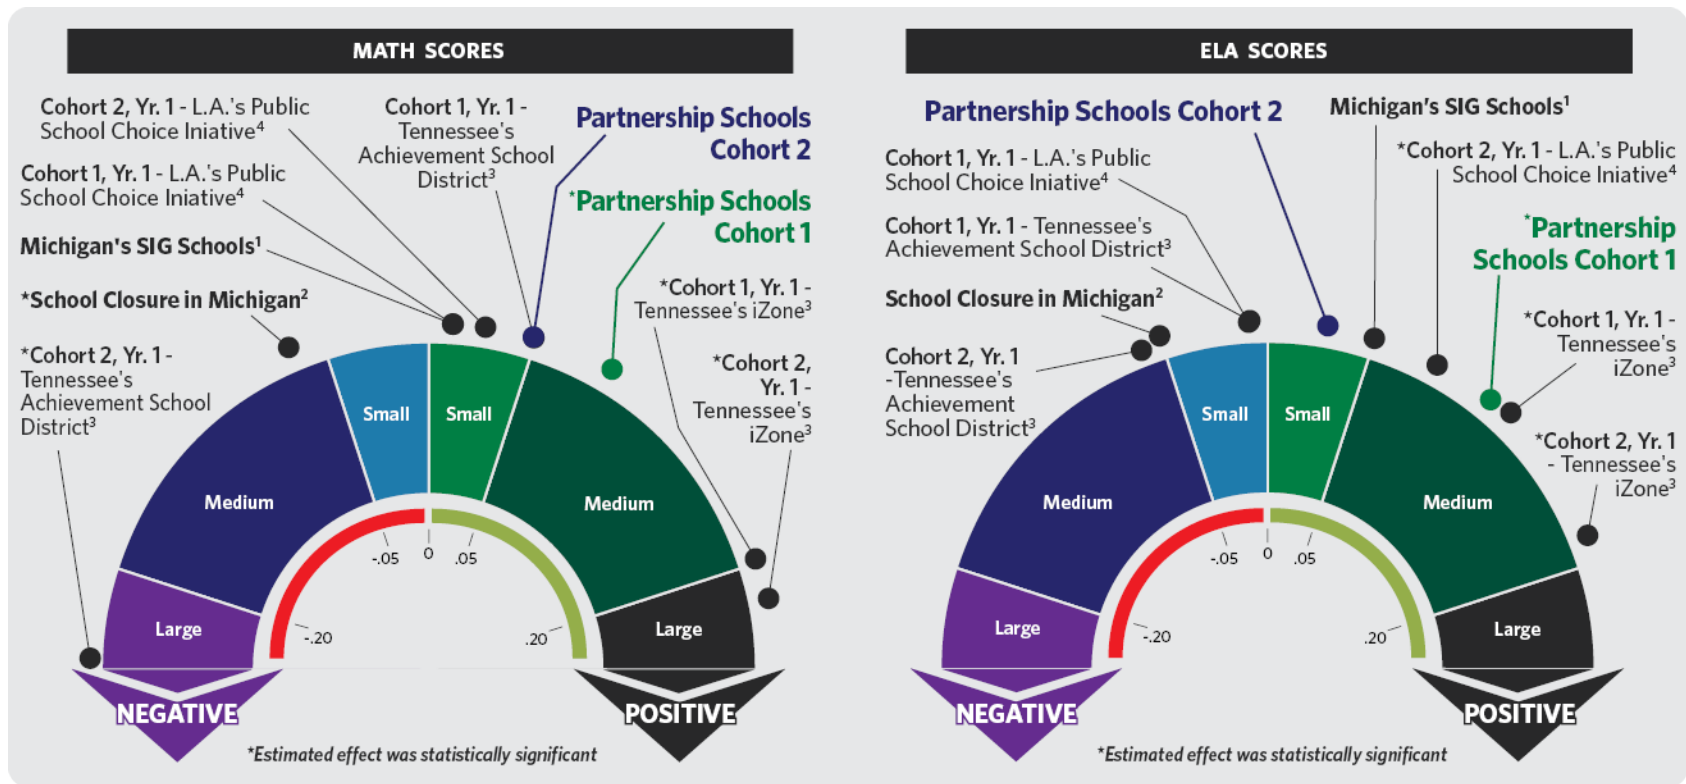 MATH SCORES
Cohort 2, Yr. 1 - L.A.'s Public
School Choice Iniative⁴
Cohort 1, Yr. 1 - L.A.'s Public
School Choice Iniative⁴
Michigan's SIG Schools¹
*School Closure in Michigan²
*Cohort 2, Yr. 1 -
Tennessee's
Achievement School
District³
Cohort 1, Yr. 1 -
Tennessee's
Achievement School
District³
Partnership Schools
Cohort 2
*Partnership Schools
Cohort 1
*Cohort 1, Yr. 1 -
Tennessee's iZone³
*Cohort 2,
Yr. 1 -
Tennessee's
iZone³
Small
Small
Medium
Medium
Large
Large
-.05
0
.05
-.20
.20
NEGATIVE
POSITIVE
*Estimated effect was statistically significant
ELA SCORES
Partnership Schools Cohort 2
Cohort 1, Yr. 1 - L.A.'s Public
School Choice Iniative⁴
Cohort 1, Yr. 1 - Tennessee's
Achievement School District³
School Closure in Michigan²
Cohort 2, Yr. 1
-Tennessee's
Achievement
School District³
Michigan's SIG Schools¹
*Cohort 2, Yr. 1 - L.A.'s Public
School Choice Iniative⁴
*Partnership
Schools Cohort 1
*Cohort 1, Yr. 1 -
Tennessee's
iZone³
*Cohort 2, Yr. 1
- Tennessee's
iZone³
Small
Small
Medium
Medium
Large
Large
-.05
0
.05
-.20
.20
NEGATIVE
POSITIVE
*Estimated effect was statistically significant